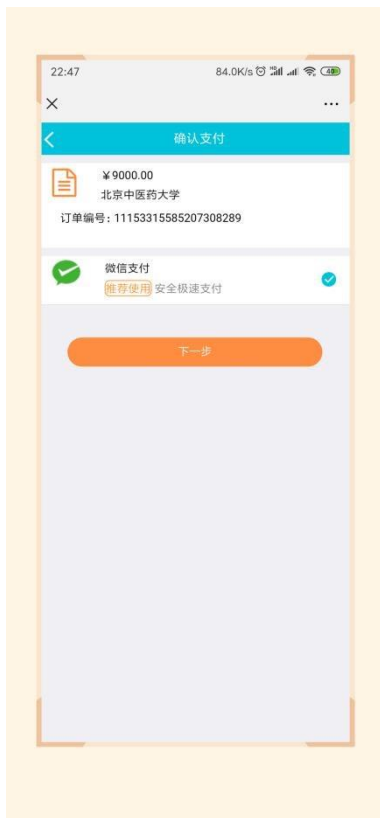 22:47 84.0K/s 40
确认支付
￥9000.00
北京中医药大学
订单编号：11153315585207308289
微信支付
推荐使用 安全极速支付
下一步